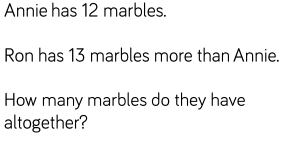 Annie has 12 marbles.
Ron has 13 marbles more than Annie.
How many marbles do they have
altogether?